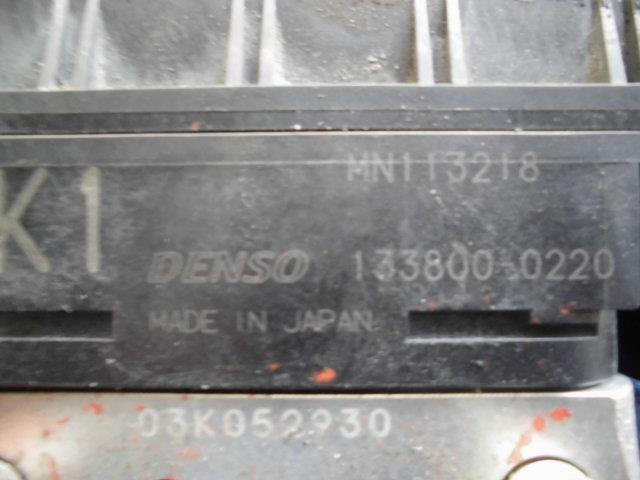 MN113218
K1
DENSO 133800-0220
MADE IN JAPAN
03K052930